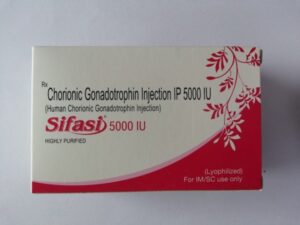 Rx
Chorionic Gonadotrophin Injection IP 5000 IU
(Human Chorionic Gonadotrophin Injection)
Sifasi® 5000 IU
HIGHLY PURIFIED
(Lyophilized)
For IM/SC use only